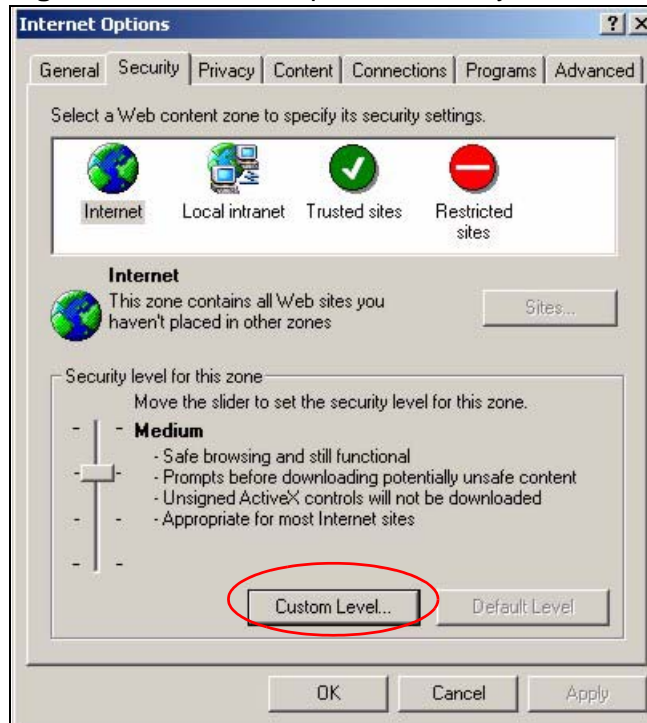 Internet Options
General Security Privacy Content Connections Programs Advanced
Select a Web content zone to specify its security settings.
Internet Local intranet Trusted sites Restricted
sites
Internet
This zone contains all Web sites you
haven't placed in other zones
Sites...
Security level for this zone
Move the slider to set the security level for this zone.
Medium
- Safe browsing and still functional
- Prompts before downloading potentially unsafe content
- Unsigned ActiveX controls will not be downloaded
- Appropriate for most Internet sites
Custom Level... Default Level
OK Cancel Apply